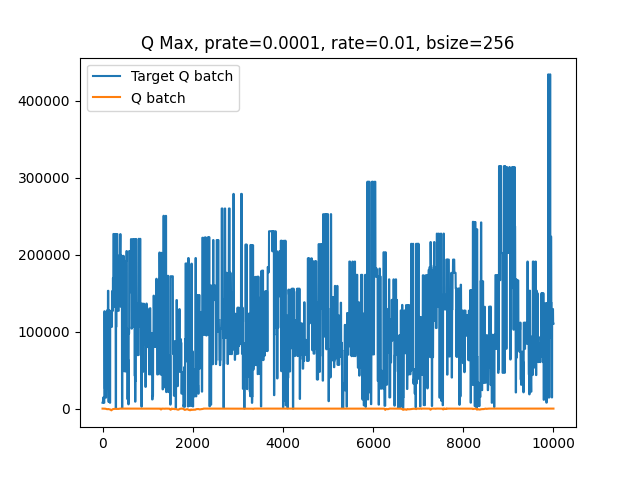 Q Max, prate=0.0001, rate=0.01, bsize=256
Target Q batch
Q batch
400000
300000
200000
100000
0
0 2000 4000 6000 8000 10000